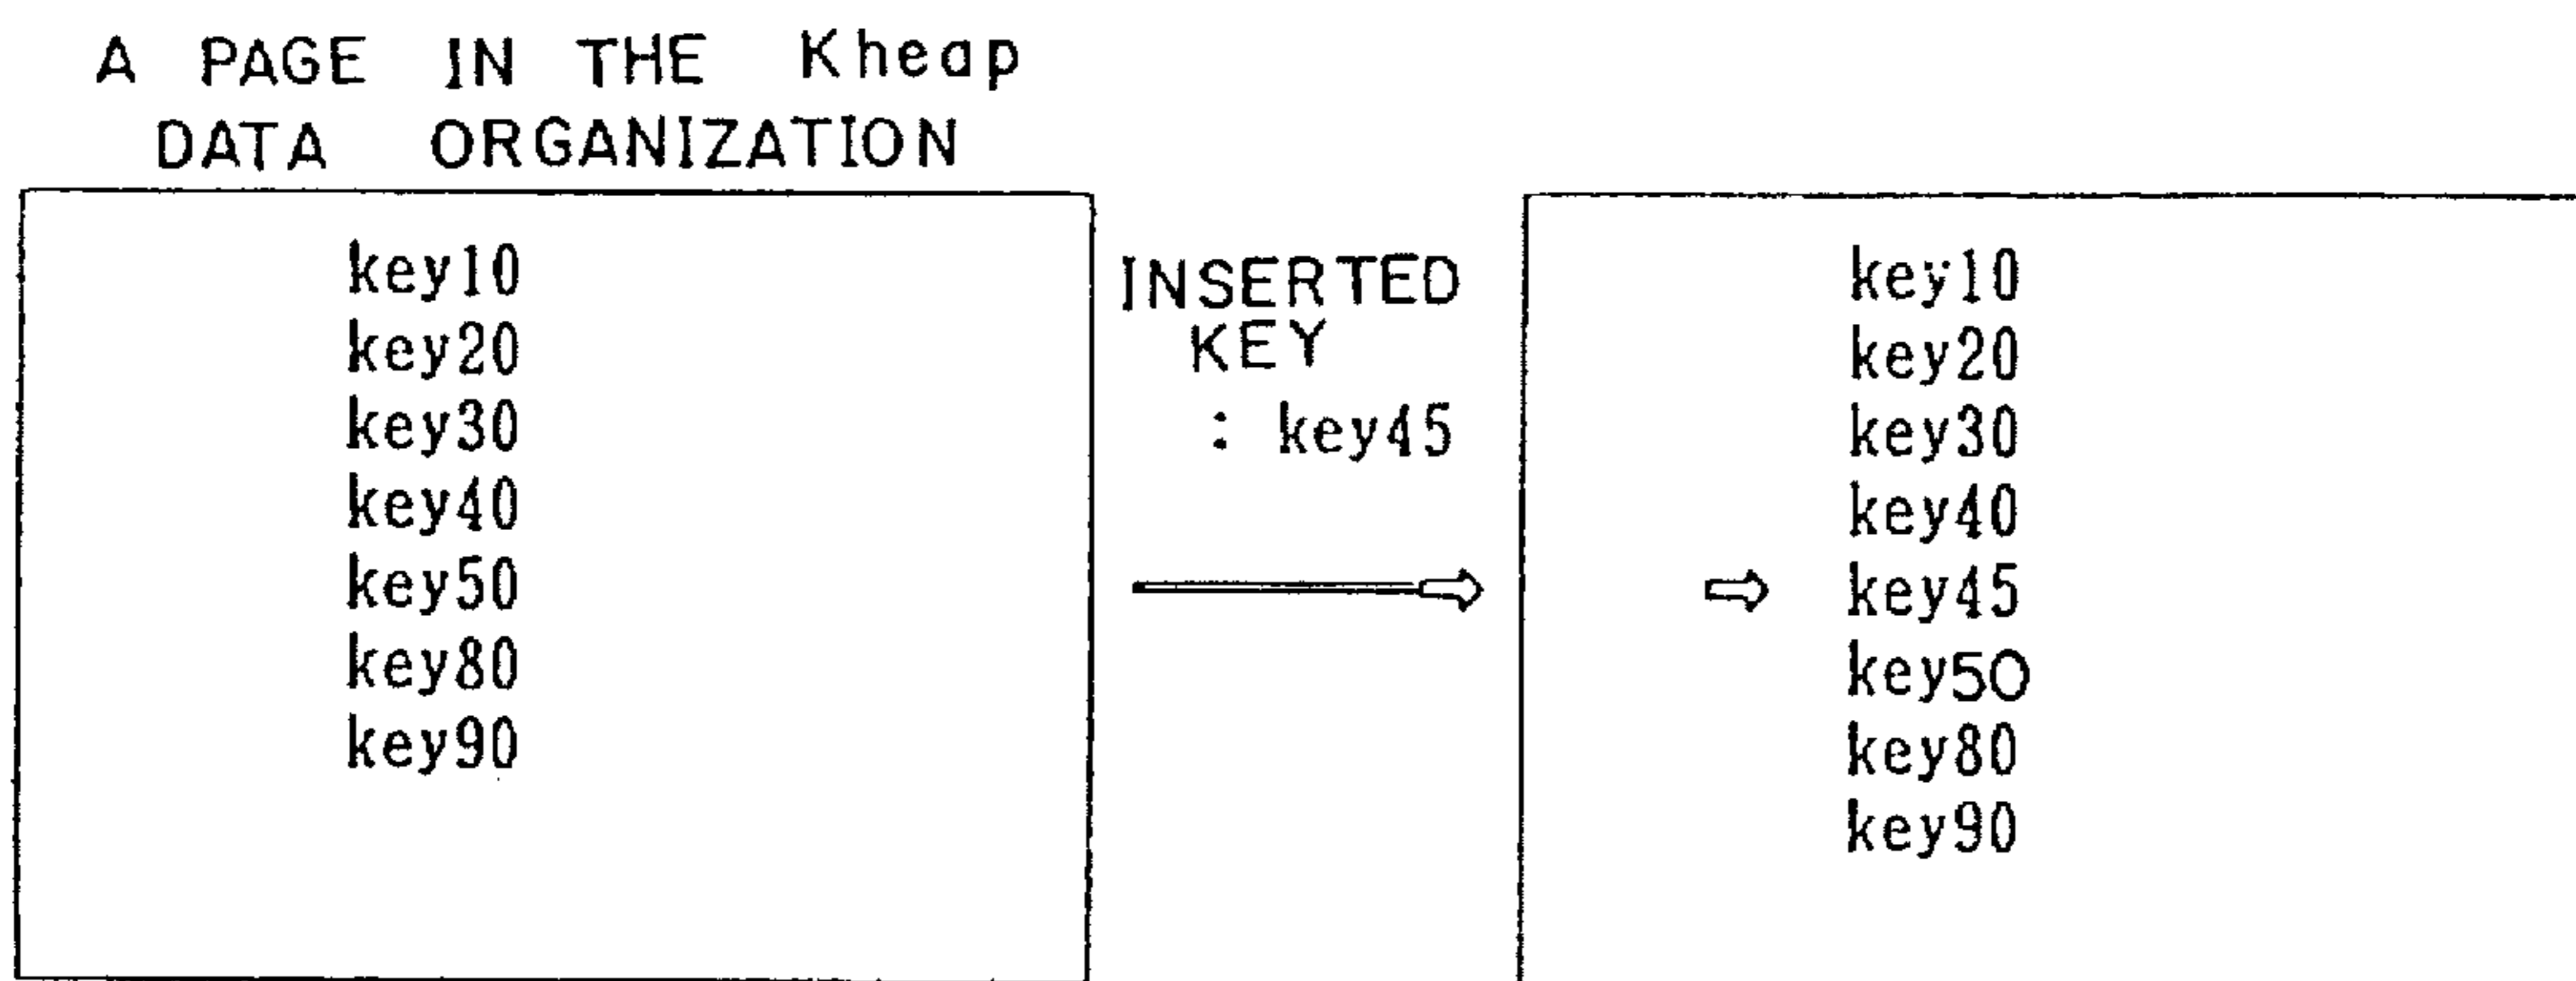 A PAGE IN THE Kheap
DATA ORGANIZATION
key10
key20
key30
key40
key50
key80
key90
INSERTED
KEY
: key45
key10
key20
key30
key40
key45
key50
key80
key90